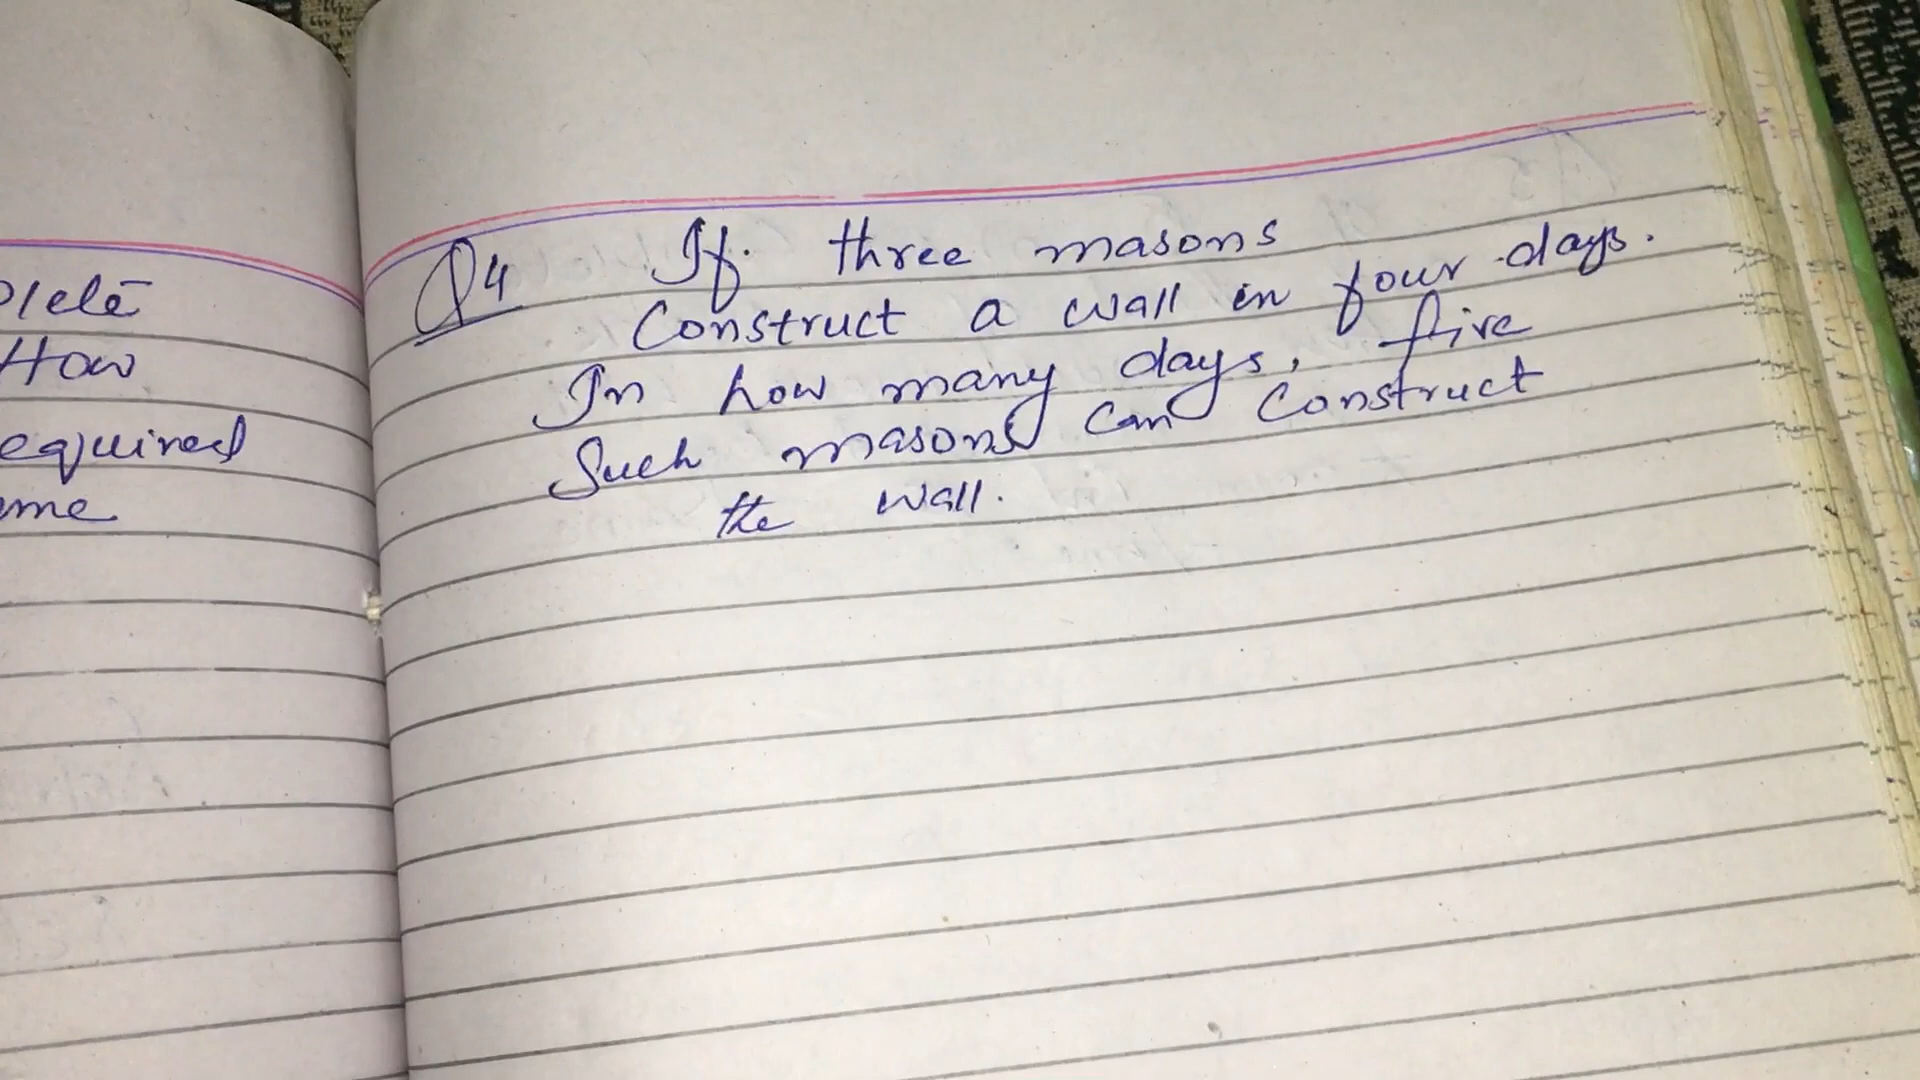 plete
How
equired
ime
Q4 If three masons
Construct a wall in four days.
In how many days, five
Such masons can Construct
the wall.